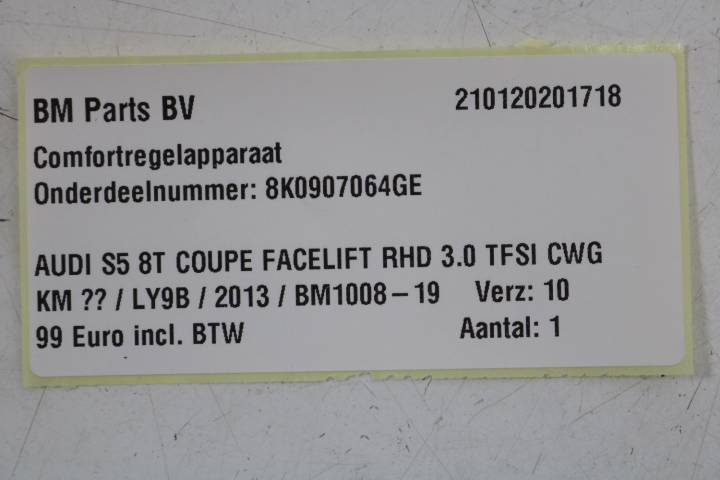 BM Parts BV 210120201718
Comfortregelapparaat
Onderdeelnummer: 8K0907064GE
AUDI S5 8T COUPE FACELIFT RHD 3.0 TFSI CWG
KM ?? / LY9B / 2013 / BM1008-19 Verz: 10
99 Euro incl. BTW Aantal: 1